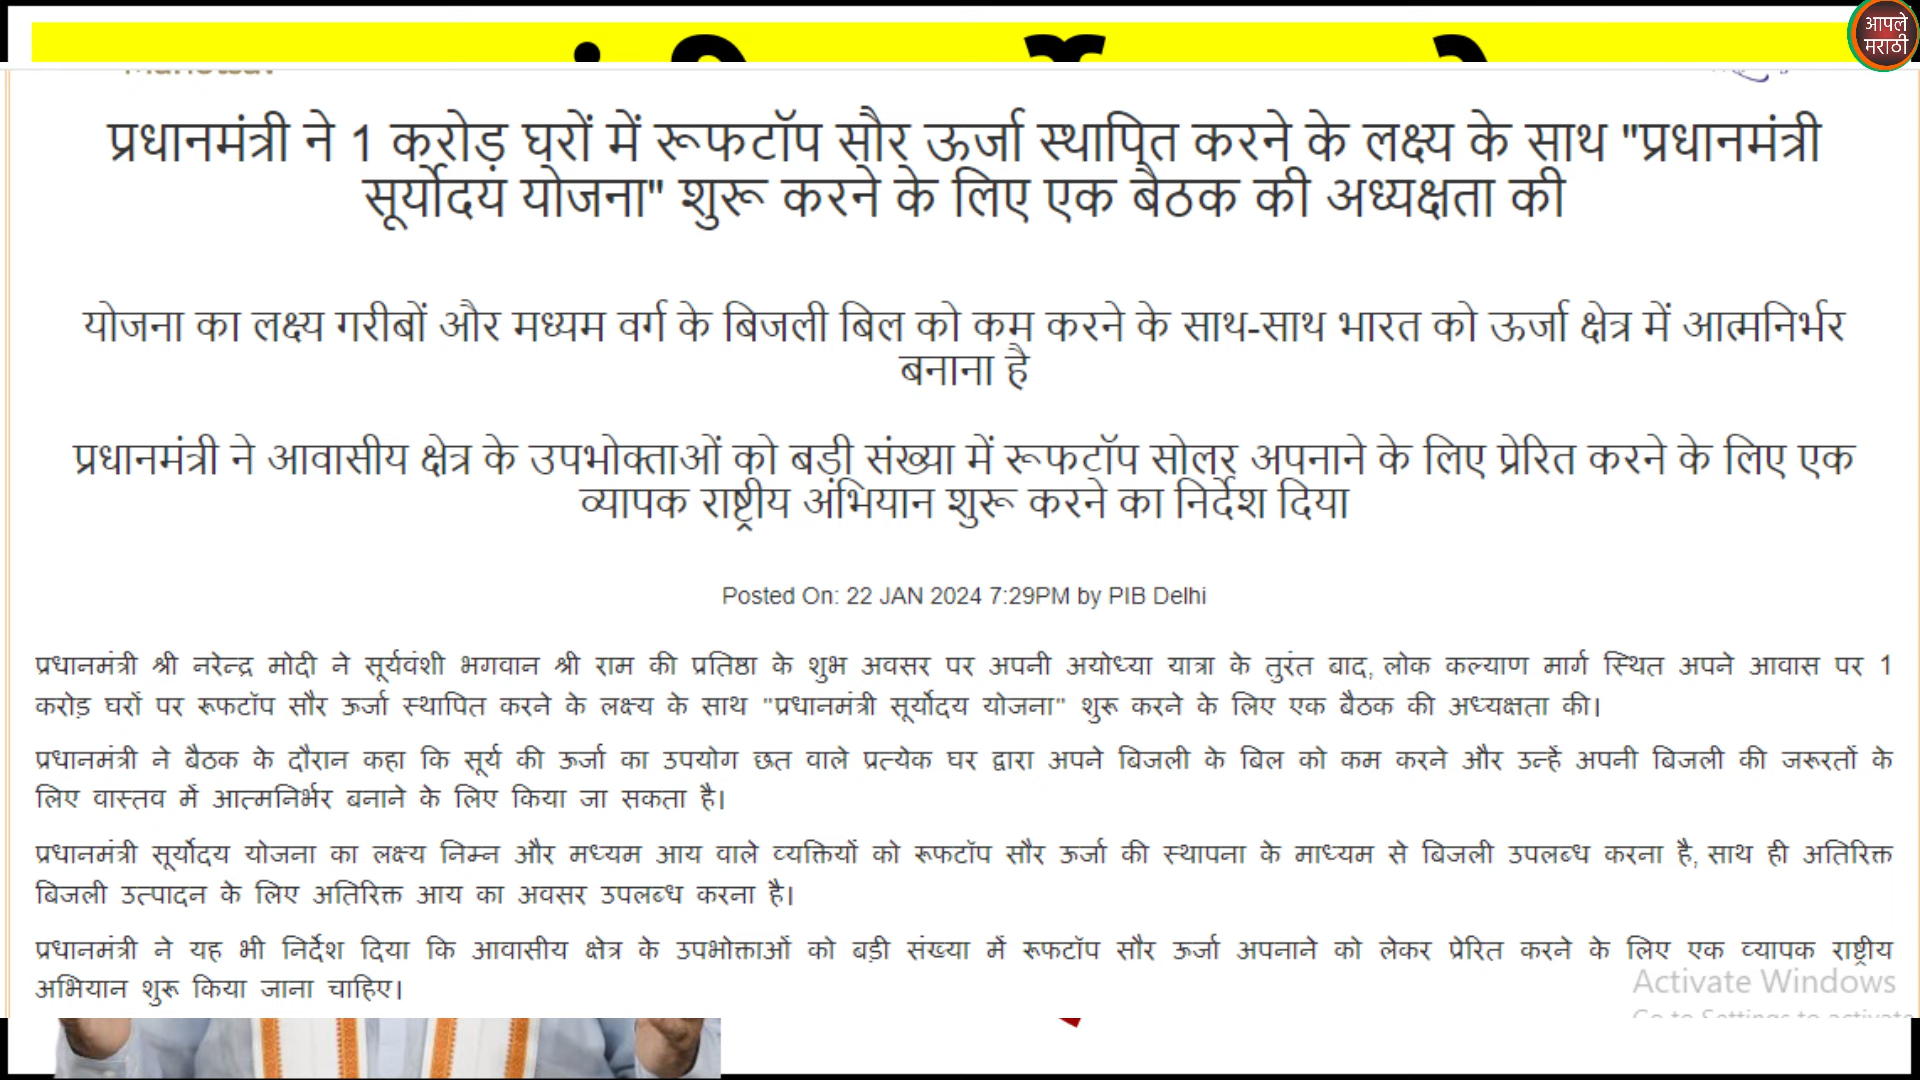 आपले
मराठी
प्रधानमंत्री ने 1 करोड़ घरों में रूफटॉप सौर ऊर्जा स्थापित करने के लक्ष्य के साथ "प्रधानमंत्री
सूर्योदय योजना" शुरू करने के लिए एक बैठक की अध्यक्षता की
योजना का लक्ष्य गरीबों और मध्यम वर्ग के बिजली बिल को कम करने के साथ-साथ भारत को ऊर्जा क्षेत्र में आत्मनिर्भर
बनाना है
प्रधानमंत्री ने आवासीय क्षेत्र के उपभोक्ताओं को बड़ी संख्या में रूफटॉप सोलर अपनाने के लिए प्रेरित करने के लिए एक
व्यापक राष्ट्रीय अभियान शुरू करने का निर्देश दिया
Posted On: 22 JAN 2024 7:29PM by PIB Delhi
प्रधानमंत्री श्री नरेन्द्र मोदी ने सूर्यवंशी भगवान श्री राम की प्रतिष्ठा के शुभ अवसर पर अपनी अयोध्या यात्रा के तुरंत बाद, लोक कल्याण मार्ग स्थित अपने आवास पर 1
करोड़ घरों पर रूफटॉप सौर ऊर्जा स्थापित करने के लक्ष्य के साथ "प्रधानमंत्री सूर्योदय योजना" शुरू करने के लिए एक बैठक की अध्यक्षता की।
प्रधानमंत्री ने बैठक के दौरान कहा कि सूर्य की ऊर्जा का उपयोग छत वाले प्रत्येक घर द्वारा अपने बिजली के बिल को कम करने और उन्हें अपनी बिजली की जरूरतों के
लिए वास्तव में आत्मनिर्भर बनाने के लिए किया जा सकता है।
प्रधानमंत्री सूर्योदय योजना का लक्ष्य निम्न और मध्यम आय वाले व्यक्तियों को रूफटॉप सौर ऊर्जा की स्थापना के माध्यम से बिजली उपलब्ध करना है, साथ ही अतिरिक्त
बिजली उत्पादन के लिए अतिरिक्त आय का अवसर उपलब्ध करना है।
प्रधानमंत्री ने यह भी निर्देश दिया कि आवासीय क्षेत्र के उपभोक्ताओं को बड़ी संख्या में रूफटॉप सौर ऊर्जा अपनाने को लेकर प्रेरित करने के लिए एक व्यापक राष्ट्रीय
अभियान शुरू किया जाना चाहिए।
Activate Windows